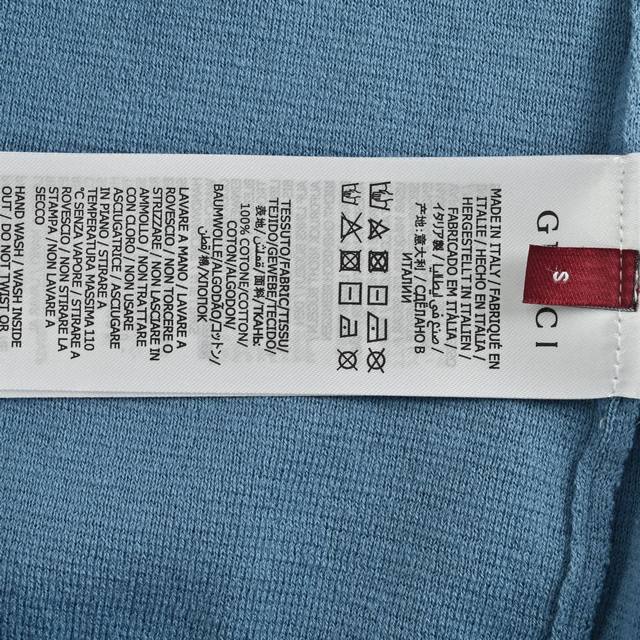 GUCCI
S
MADE IN ITALY / FABRIQUÉ EN
ITALIE / HECHO EN ITALIA /
HERGESTELLT IN ITALIEN /
FABRICADO EN ITALIA /
イタリア製 / صنع في إيطاليا /
产地:意大利 / СДЕЛАНО В
ИТАЛИИ
TESSUTO/FABRIC/TISSU/
TEJIDO/GEWEBE/TECIDO/
表地/قماش/面料/ТКАНЬ
100% COTONE/COTTON/
COTON/ALGODON/
BAUMWOLLE/ALGODÃO/コットン/
قطن/棉/ХЛОПОК
LAVARE A MANO / LAVARE A
ROVESCIO / NON TORCERE O
STRIZZARE / NON LASCIARE IN
AMMOLLO / NON TRATTARE
CON CLORO / NON USARE
ASCIUGATRICE / ASCIUGARE
IN PIANO / STIRARE A
TEMPERATURA MASSIMA 110
°C SENZA VAPORE / STIRARE A
ROVESCIO / NON STIRARE LA
STAMPA /NON LAVARE A
SECCO
HAND WASH / WASH INSIDE
OUT / DO NOT TWIST OR